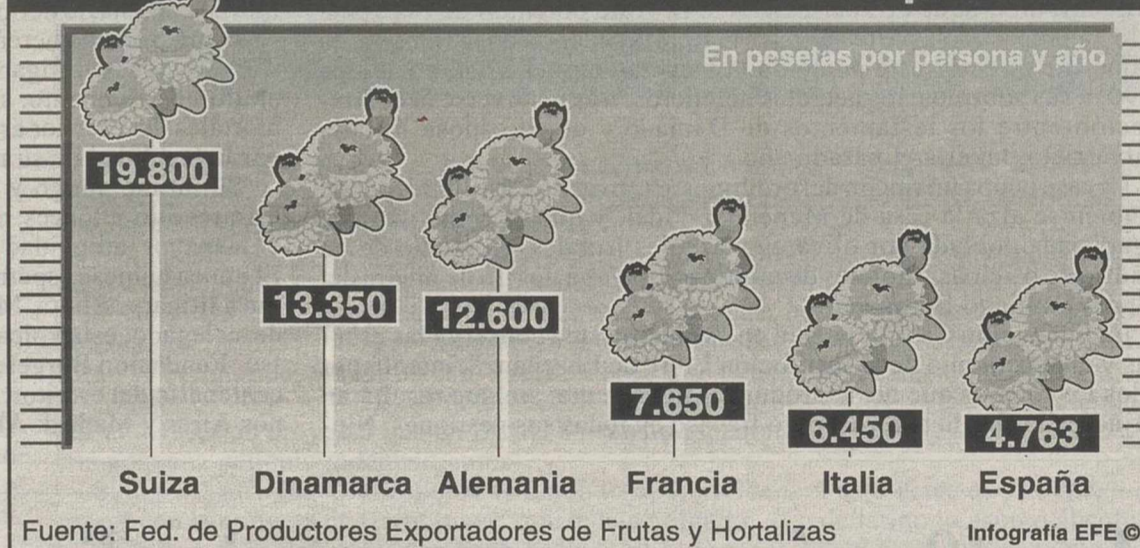 En pesetas por persona y año
19.800
13.350
12.600
7.650
6.450
4.763
Suiza Dinamarca Alemania Francia Italia España
Fuente: Fed. de Productores Exportadores de Frutas y Hortalizas
Infografía EFE ©